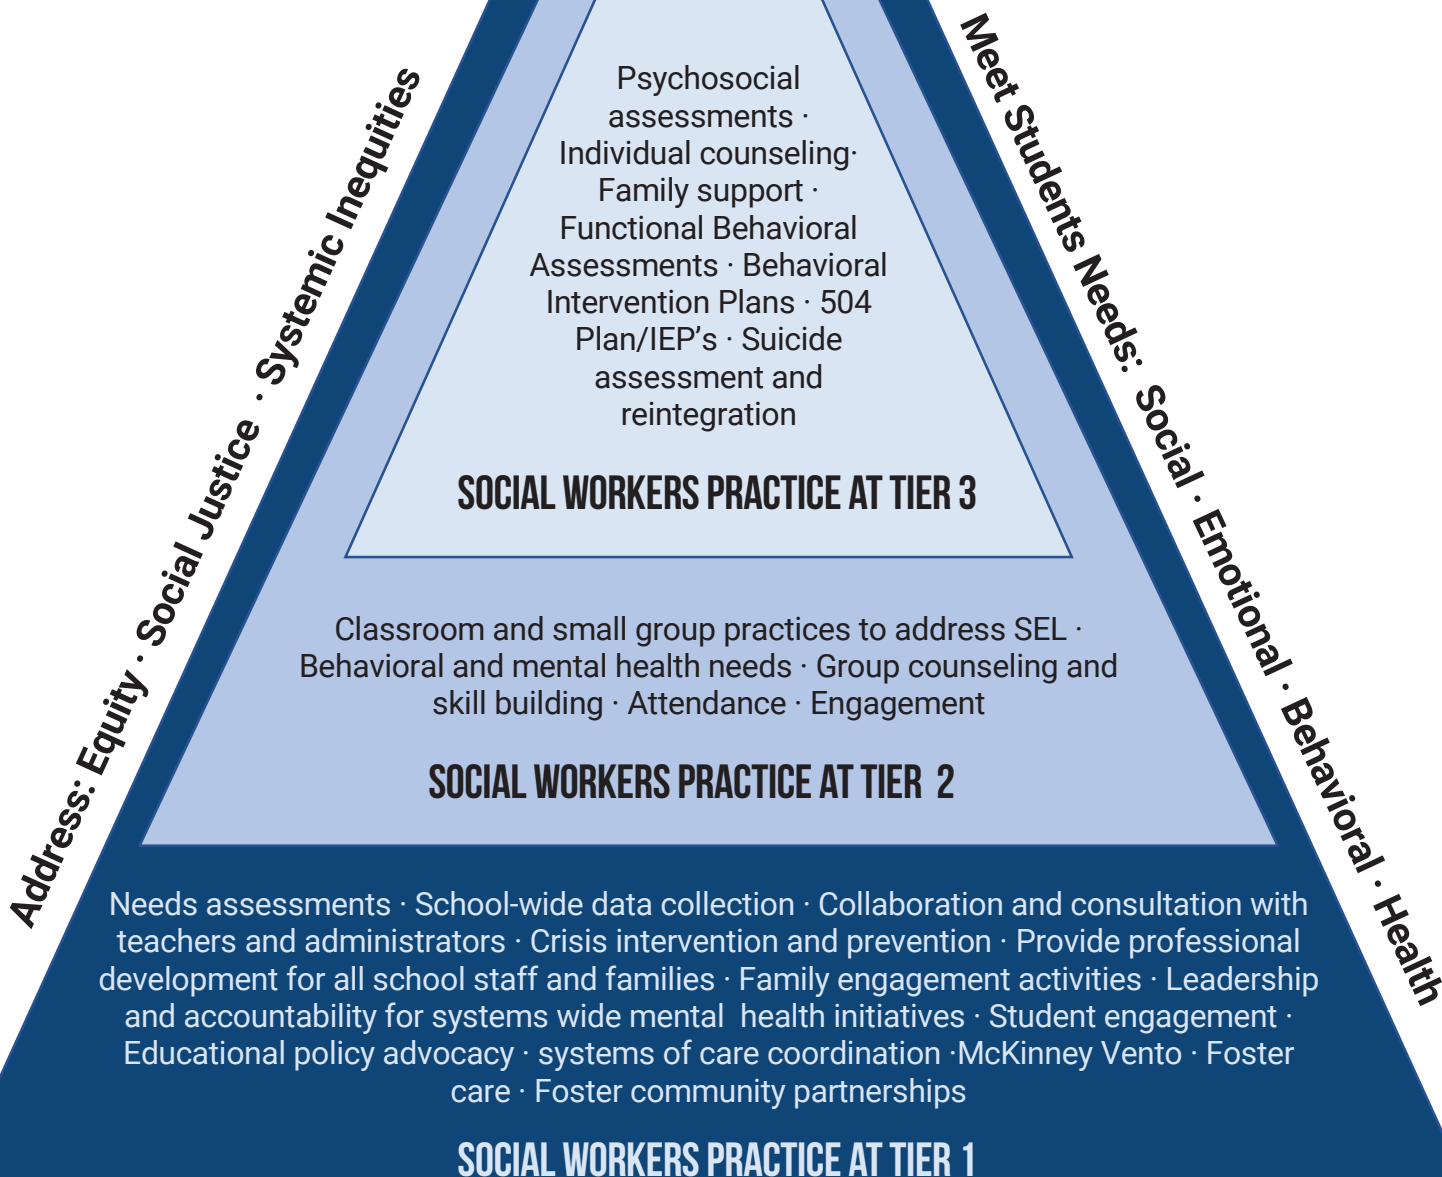 Psychosocial
assessments ·
Individual counseling·
Family support ·
Functional Behavioral
Assessments · Behavioral
Intervention Plans · 504
Plan/IEP’s · Suicide
assessment and
reintegration
SOCIAL WORKERS PRACTICE AT TIER 3
Classroom and small group practices to address SEL ·
Behavioral and mental health needs · Group counseling and
skill building · Attendance · Engagement
SOCIAL WORKERS PRACTICE AT TIER  2
Needs assessments · School-wide data collection · Collaboration and consultation with
teachers and administrators · Crisis intervention and prevention · Provide professional
development for all school staff and families · Family engagement activities · Leadership
and accountability for systems wide mental  health initiatives · Student engagement ·
Educational policy advocacy · systems of care coordination ·McKinney Vento · Foster
care · Foster community partnerships
SOCIAL WORKERS PRACTICE AT TIER 1
Address: Equity · Social Justice  · Systemic Inequities
Meet Students Needs:  Social · Emotional · Behavioral · Health